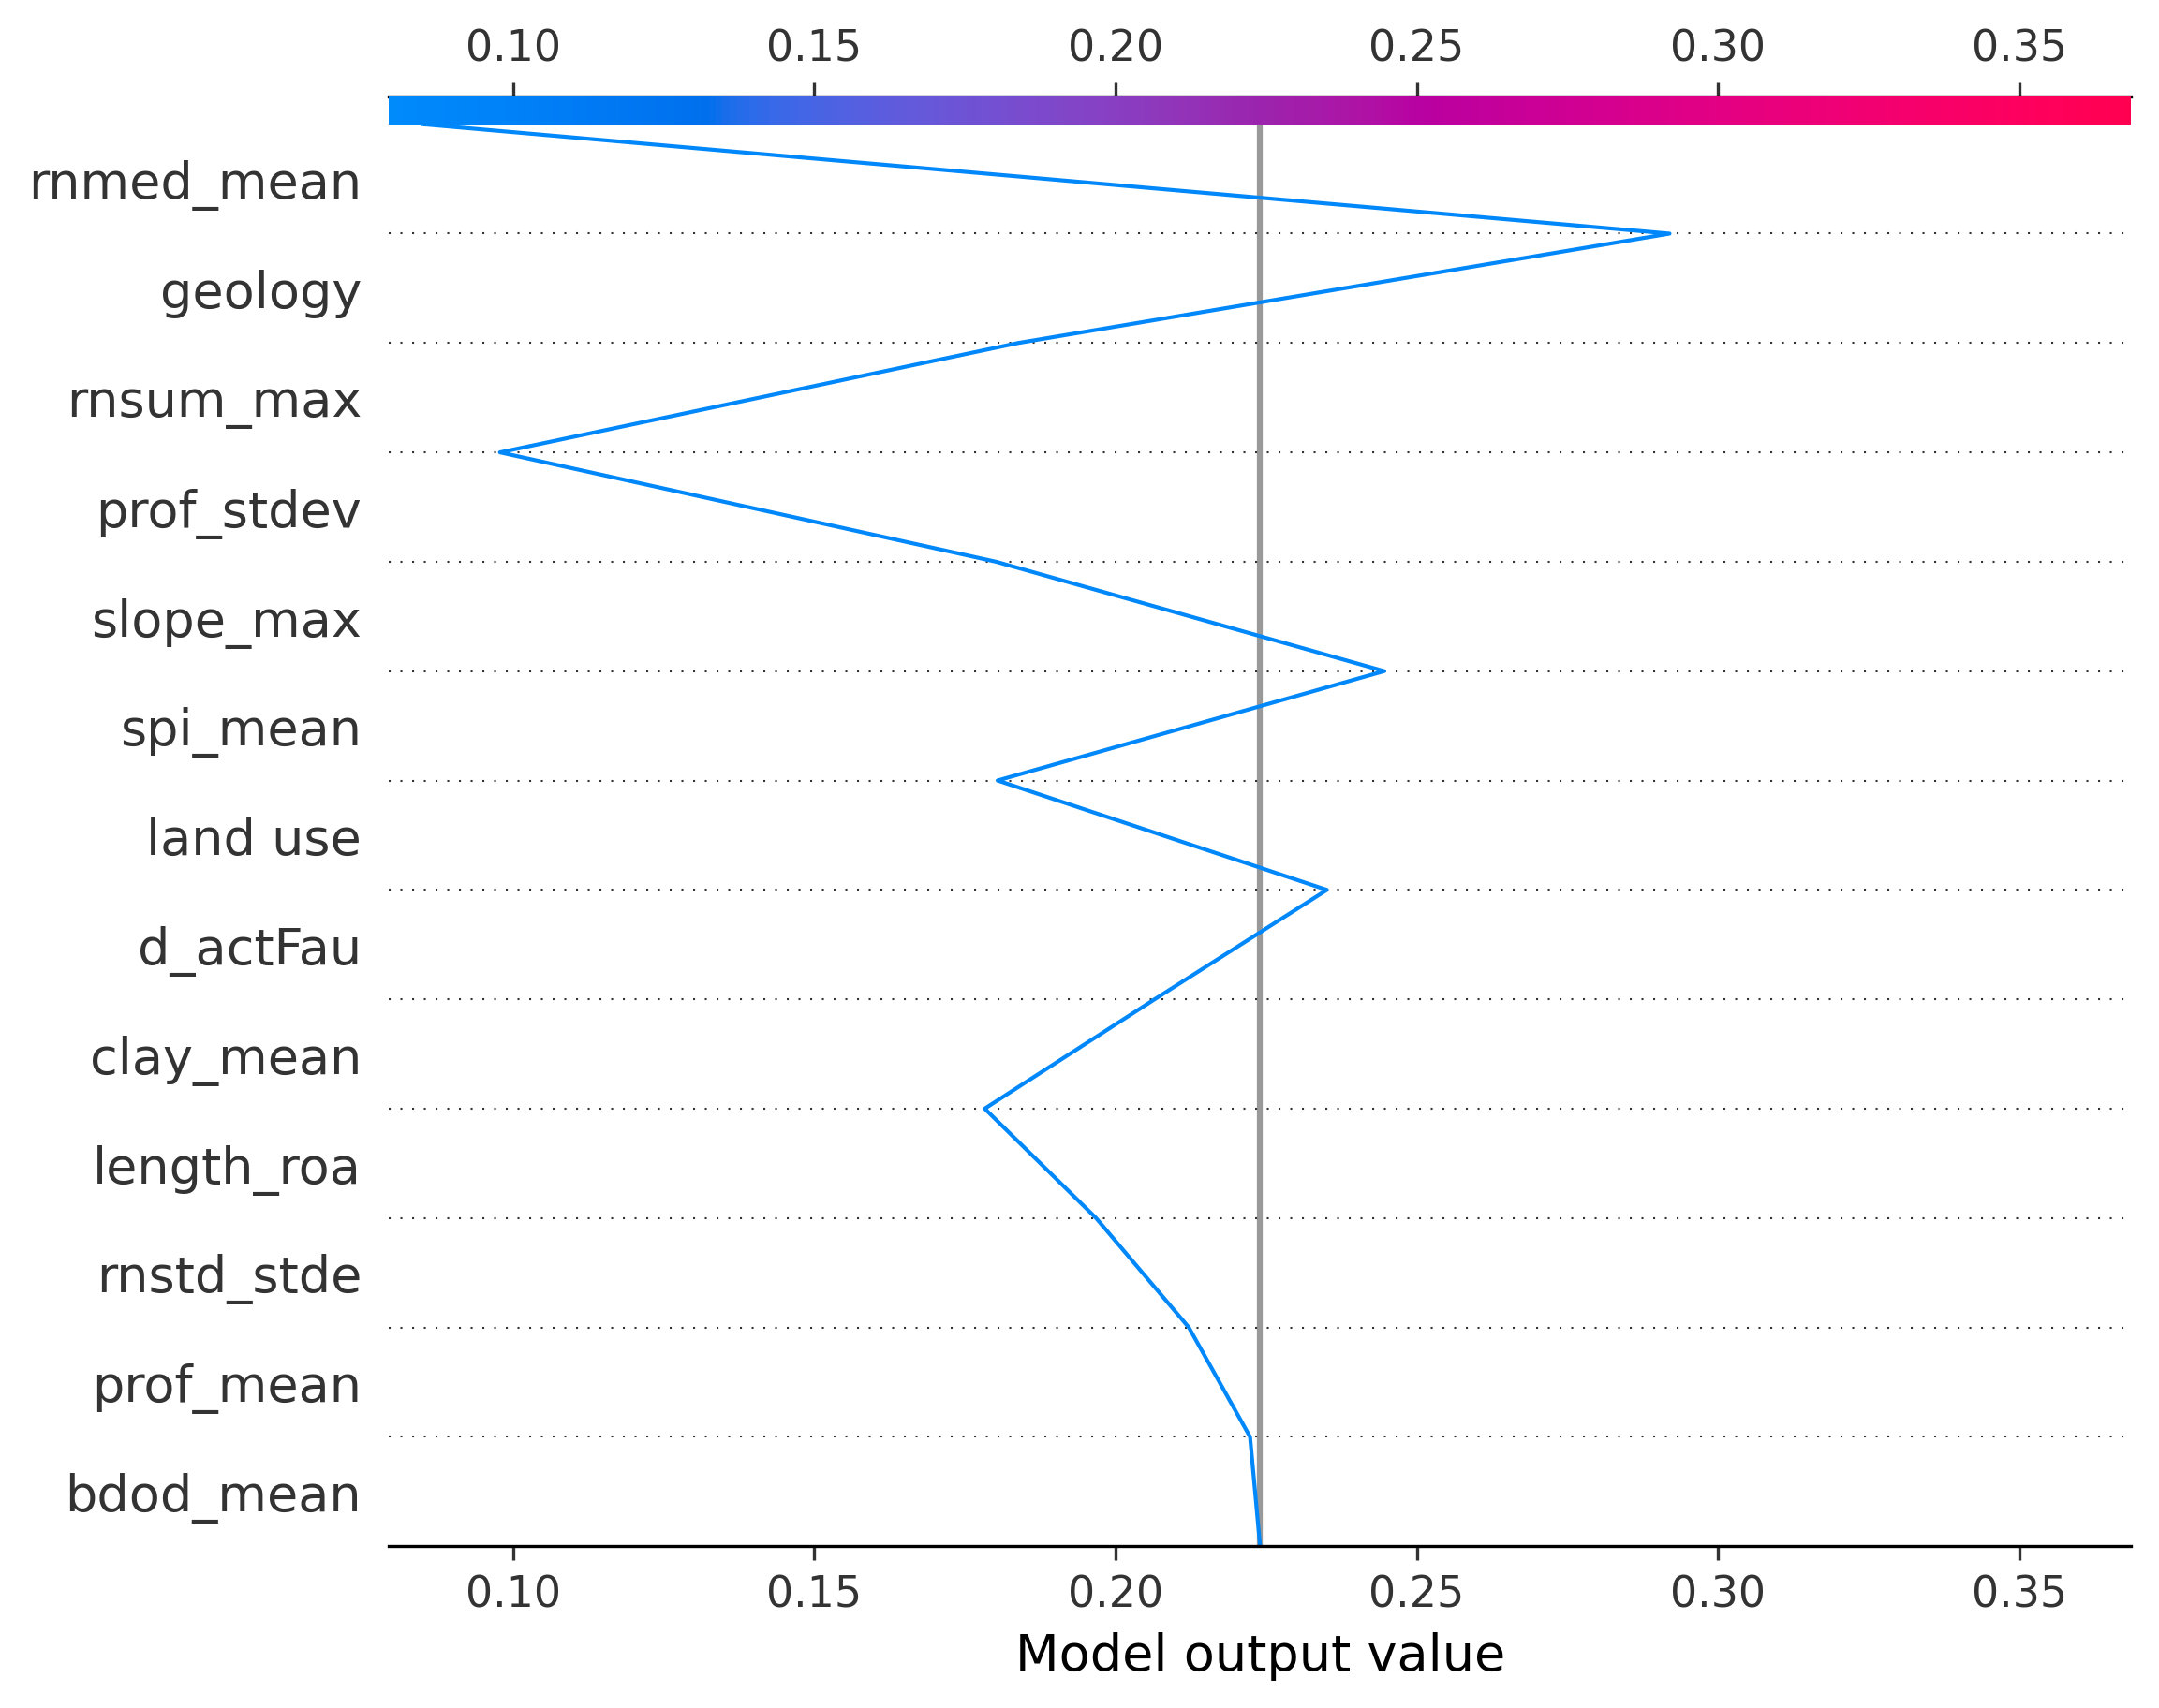 0.10 0.15 0.20 0.25 0.30 0.35
rnmed_mean
geology
rnsum_max
prof_stdev
slope_max
spi_mean
land use
d_actFau
clay_mean
length_roa
rnstd_stde
prof_mean
bdod_mean
0.10 0.15 0.20 0.25 0.30 0.35
Model output value